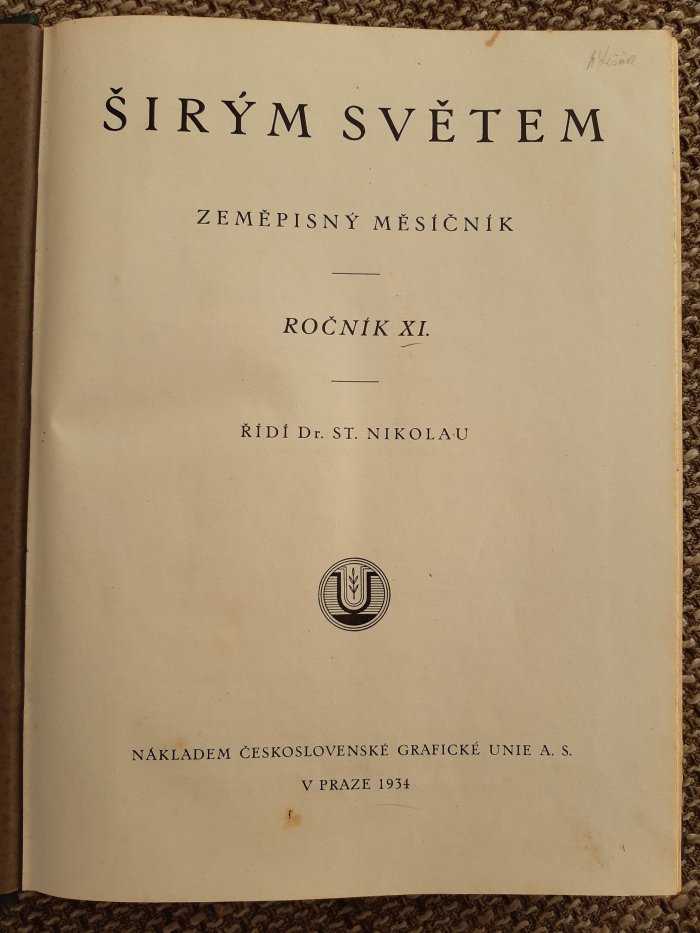 ŠIRÝM SVĚTEM
ZEMĚPISNÝ MĚSÍČNÍK
ROČNÍK XI.
ŘÍDÍ Dr. ST. NIKOLAU
NÁKLADEM ČESKOSLOVENSKÉ GRAFICKÉ UNIE A. S.
V PRAZE 1934